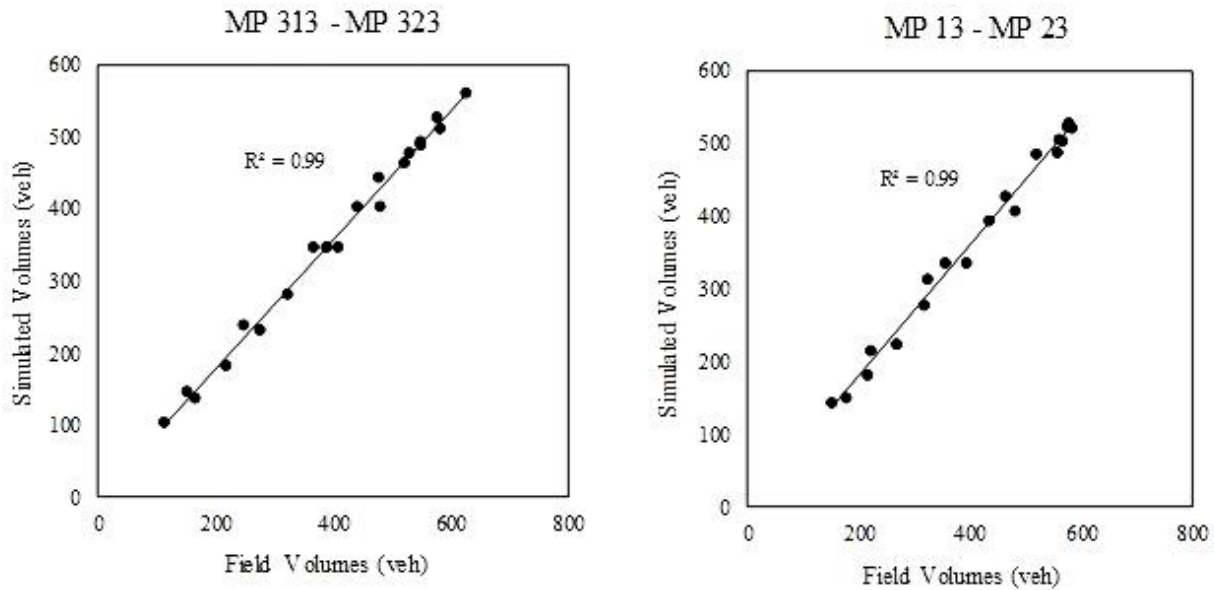 MP 313 - MP 323
600
500
400
300
200
100
0
R² = 0.99
Simulated Volumes (veh)
0 200 400 600 800
Field Volumes (veh)
MP 13 - MP 23
600
500
400
300
200
100
0
R² = 0.99
Simulated Volumes (veh)
0 200 400 600 800
Field Volumes (veh)